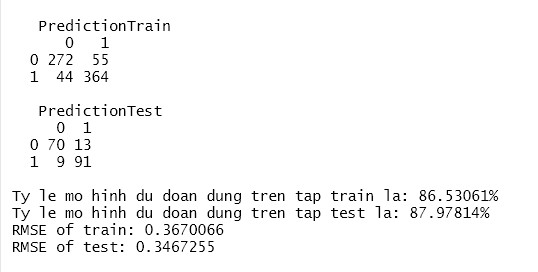 PredictionTrain
0 1
0 272 55
1 44 364
PredictionTest
0 1
0 70 13
1 9 91
Ty le mo hinh du doan dung tren tap train la: 86.53061%
Ty le mo hinh du doan dung tren tap test la: 87.97814%
RMSE of train: 0.3670066
RMSE of test: 0.3467255